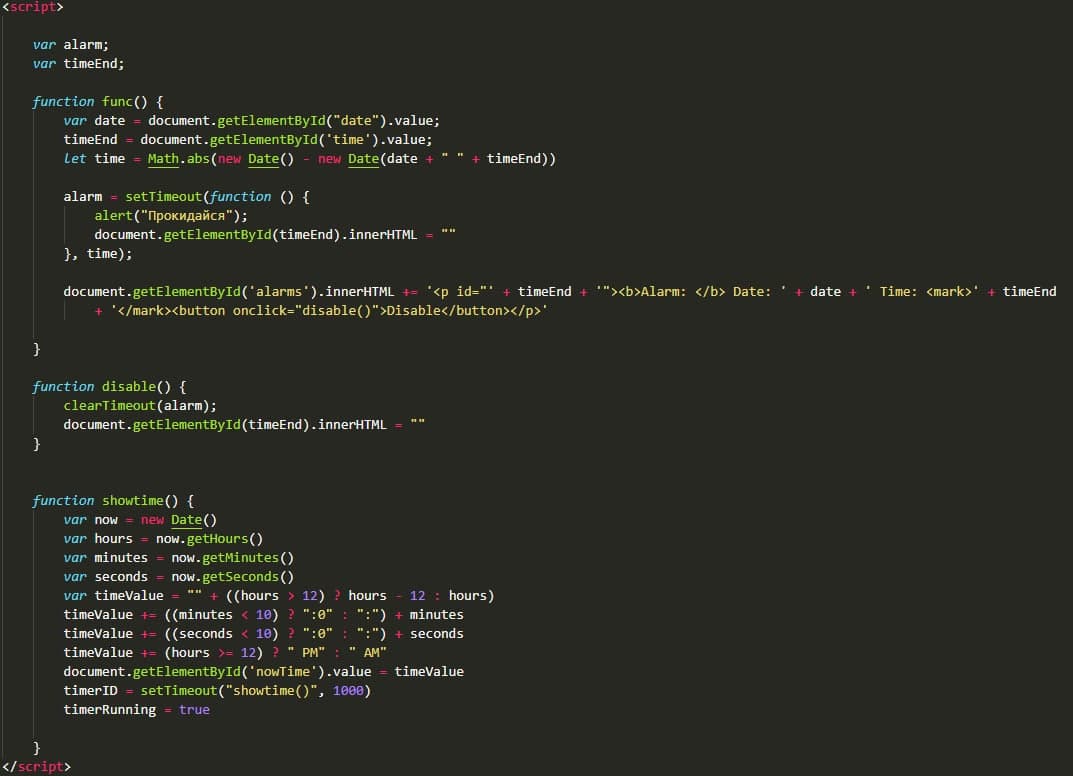 <script>
var alarm;
var timeEnd;
function func() {
var date = document.getElementById("date").value;
timeEnd = document.getElementById('time').value;
let time = Math.abs(new Date() - new Date(date + " " + timeEnd))
alarm = setTimeout(function () {
alert("Прокидайся");
document.getElementById(timeEnd).innerHTML = ""
}, time);
document.getElementById('alarms').innerHTML += '<p id="' + timeEnd + '"><b>Alarm: </b> Date: ' + date + ' Time: <mark>' + timeEnd
+ '</mark><button onclick="disable()">Disable</button></p>'
}
function disable() {
clearTimeout(alarm);
document.getElementById(timeEnd).innerHTML = ""
}
function showtime() {
var now = new Date()
var hours = now.getHours()
var minutes = now.getMinutes()
var seconds = now.getSeconds()
var timeValue = "" + ((hours > 12) ? hours - 12 : hours)
timeValue += ((minutes < 10) ? ":0" : ":") + minutes
timeValue += ((seconds < 10) ? ":0" : ":") + seconds
timeValue += (hours >= 12) ? " PM" : " AM"
document.getElementById('nowTime').value = timeValue
timerID = setTimeout("showtime()", 1000)
timerRunning = true
}
</script>